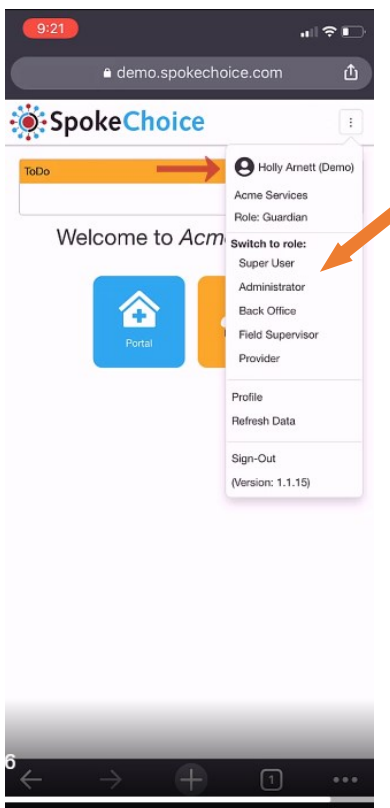 9:21
demo.spokechoice.com
SpokeChoice
ToDo
Holly Arnett (Demo)
Acme Services
Role: Guardian
Welcome to Acm
Switch to role:
Super User
Administrator
Back Office
Field Supervisor
Provider
Portal
Profile
Refresh Data
Sign-Out
(Version: 1.1.15)
6
1